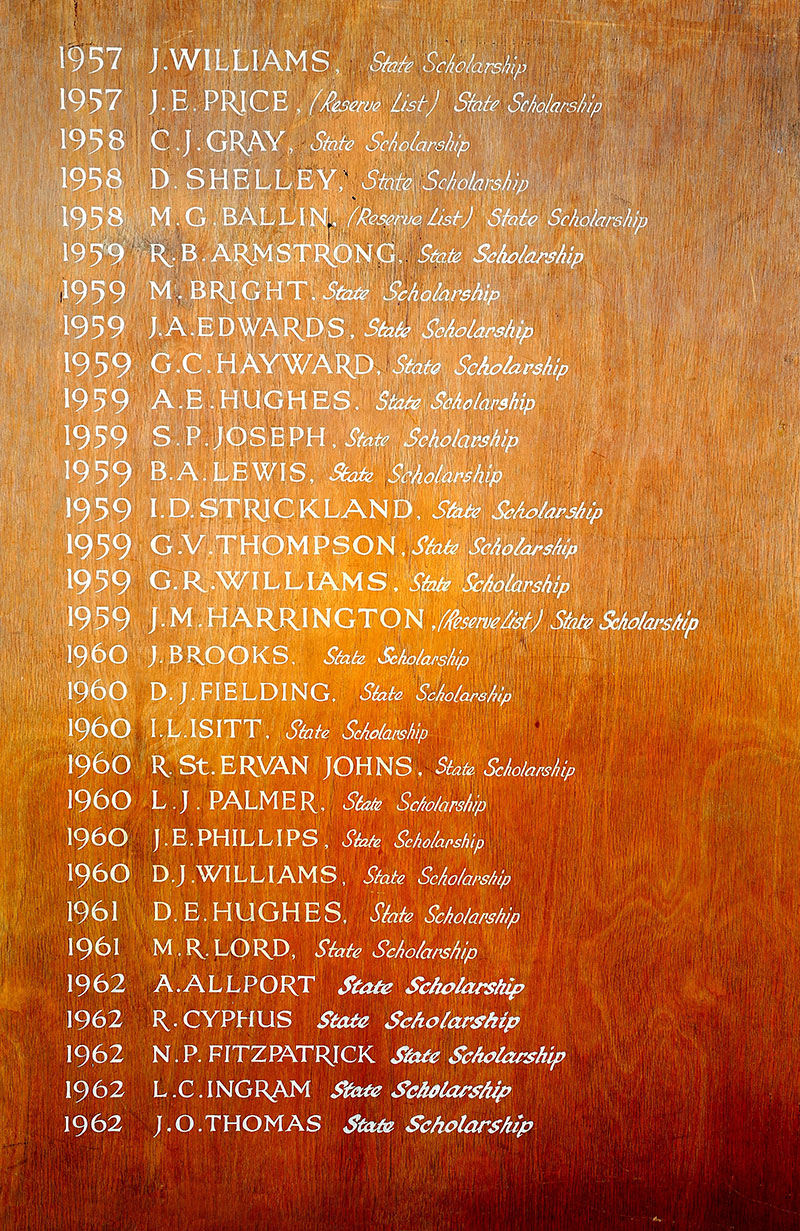 1957 J. WILLIAMS, State Scholarship
1957 J. E. PRICE, (Reserve List) State Scholarship
1958 C. J. GRAY, State Scholarship
1958 D. SHELLEY, State Scholarship
1958 M. G. BALLIN, (Reserve List) State Scholarship
1959 R. B. ARMSTRONG, State Scholarship
1959 M. BRIGHT. State Scholarship
1959 J. A. EDWARDS, State Scholarship
1959 G. C. HAYWARD, State Scholarship
1959 A. E. HUGHES. State Scholarship
1959 S. P. JOSEPH, State Scholarship
1959 B. A. LEWIS, State Scholarship
1959 I. D. STRICKLAND, State Scholarship
1959 G. V. THOMPSON, State Scholarship
1959 G. R. WILLIAMS, State Scholarship
1959 J. M. HARRINGTON, (Reserve List) State Scholarship
1960 J. BROOKS. State Scholarship
1960 D. J. FIELDING, State Scholarship
1960 I. L. ISITT, State Scholarship
1960 R. St. ERVAN JOHNS, State Scholarship
1960 L. J. PALMER, State Scholarship
1960 J. E. PHILLIPS, State Scholarship
1960 D. J. WILLIAMS, State Scholarship
1961 D. E. HUGHES, State Scholarship
1961 M. R. LORD, State Scholarship
1962 A. ALLPORT State Scholarship
1962 R. CYPHUS State Scholarship
1962 N. P. FITZPATRICK State Scholarship
1962 L. C. INGRAM State Scholarship
1962 J. O. THOMAS State Scholarship